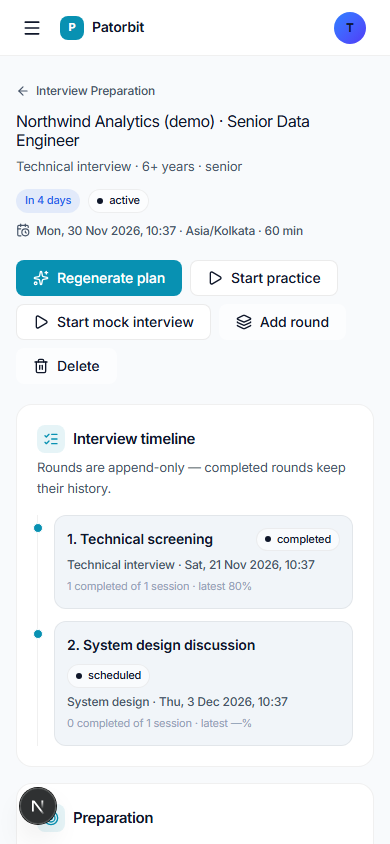 P Patorbit T
Interview Preparation
Northwind Analytics (demo) · Senior Data
Engineer
Technical interview · 6+ years · senior
In 4 days active
Mon, 30 Nov 2026, 10:37 · Asia/Kolkata · 60 min
Regenerate plan Start practice
Start mock interview Add round
Delete
Interview timeline
Rounds are append-only — completed rounds keep
their history.
1. Technical screening completed
Technical interview · Sat, 21 Nov 2026, 10:37
1 completed of 1 session · latest 80%
2. System design discussion
scheduled
System design · Thu, 3 Dec 2026, 10:37
0 completed of 1 session · latest —%
N Preparation